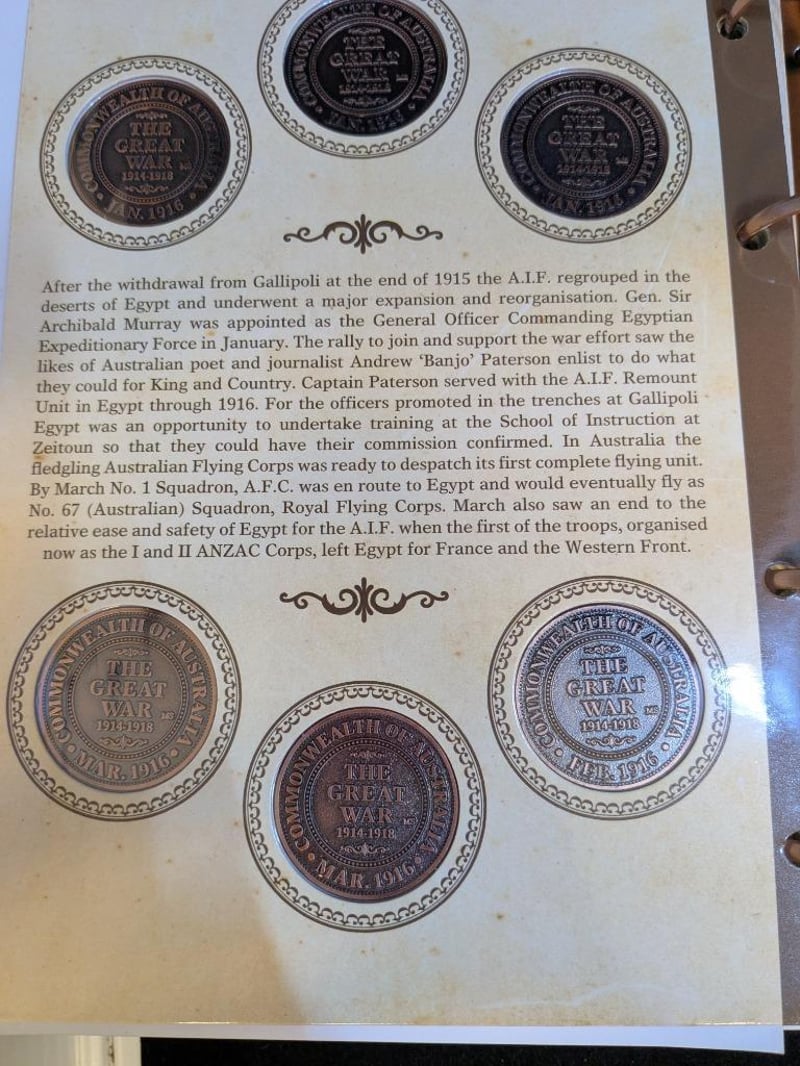 COMMONWEALTH OF AUSTRALIA
THE
GREAT
WAR
1914-1918
JAN. 1916
COMMONWEALTH OF AUSTRALIA
THE
GREAT
WAR
MS
1914-1918
JAN. 1916
COMMONWEALTH OF AUSTRALIA
THE
GREAT
WAR
MS
1914-1918
JAN. 1916
After the withdrawal from Gallipoli at the end of 1915 the A.I.F. regrouped in the
deserts of Egypt and underwent a major expansion and reorganisation. Gen. Sir
Archibald Murray was appointed as the General Officer Commanding Egyptian
Expeditionary Force in January. The rally to join and support the war effort saw the
likes of Australian poet and journalist Andrew ‘Banjo’ Paterson enlist to do what
they could for King and Country. Captain Paterson served with the A.I.F. Remount
Unit in Egypt through 1916. For the officers promoted in the trenches at Gallipoli
Egypt was an opportunity to undertake training at the School of Instruction at
Zeitoun so that they could have their commission confirmed. In Australia the
fledgling Australian Flying Corps was ready to despatch its first complete flying unit.
By March No. 1 Squadron, A.F.C. was en route to Egypt and would eventually fly as
No. 67 (Australian) Squadron, Royal Flying Corps. March also saw an end to the
relative ease and safety of Egypt for the A.I.F. when the first of the troops, organised
now as the I and II ANZAC Corps, left Egypt for France and the Western Front.
COMMONWEALTH OF AUSTRALIA
THE
GREAT
WAR
MS
1914-1918
MAR. 1916
COMMONWEALTH OF AUSTRALIA
THE
GREAT
WAR
1914-1918
MAR. 1916
COMMONWEALTH OF AUSTRALIA
THE
GREAT
WAR
MS
1914-1918
FEB. 1916